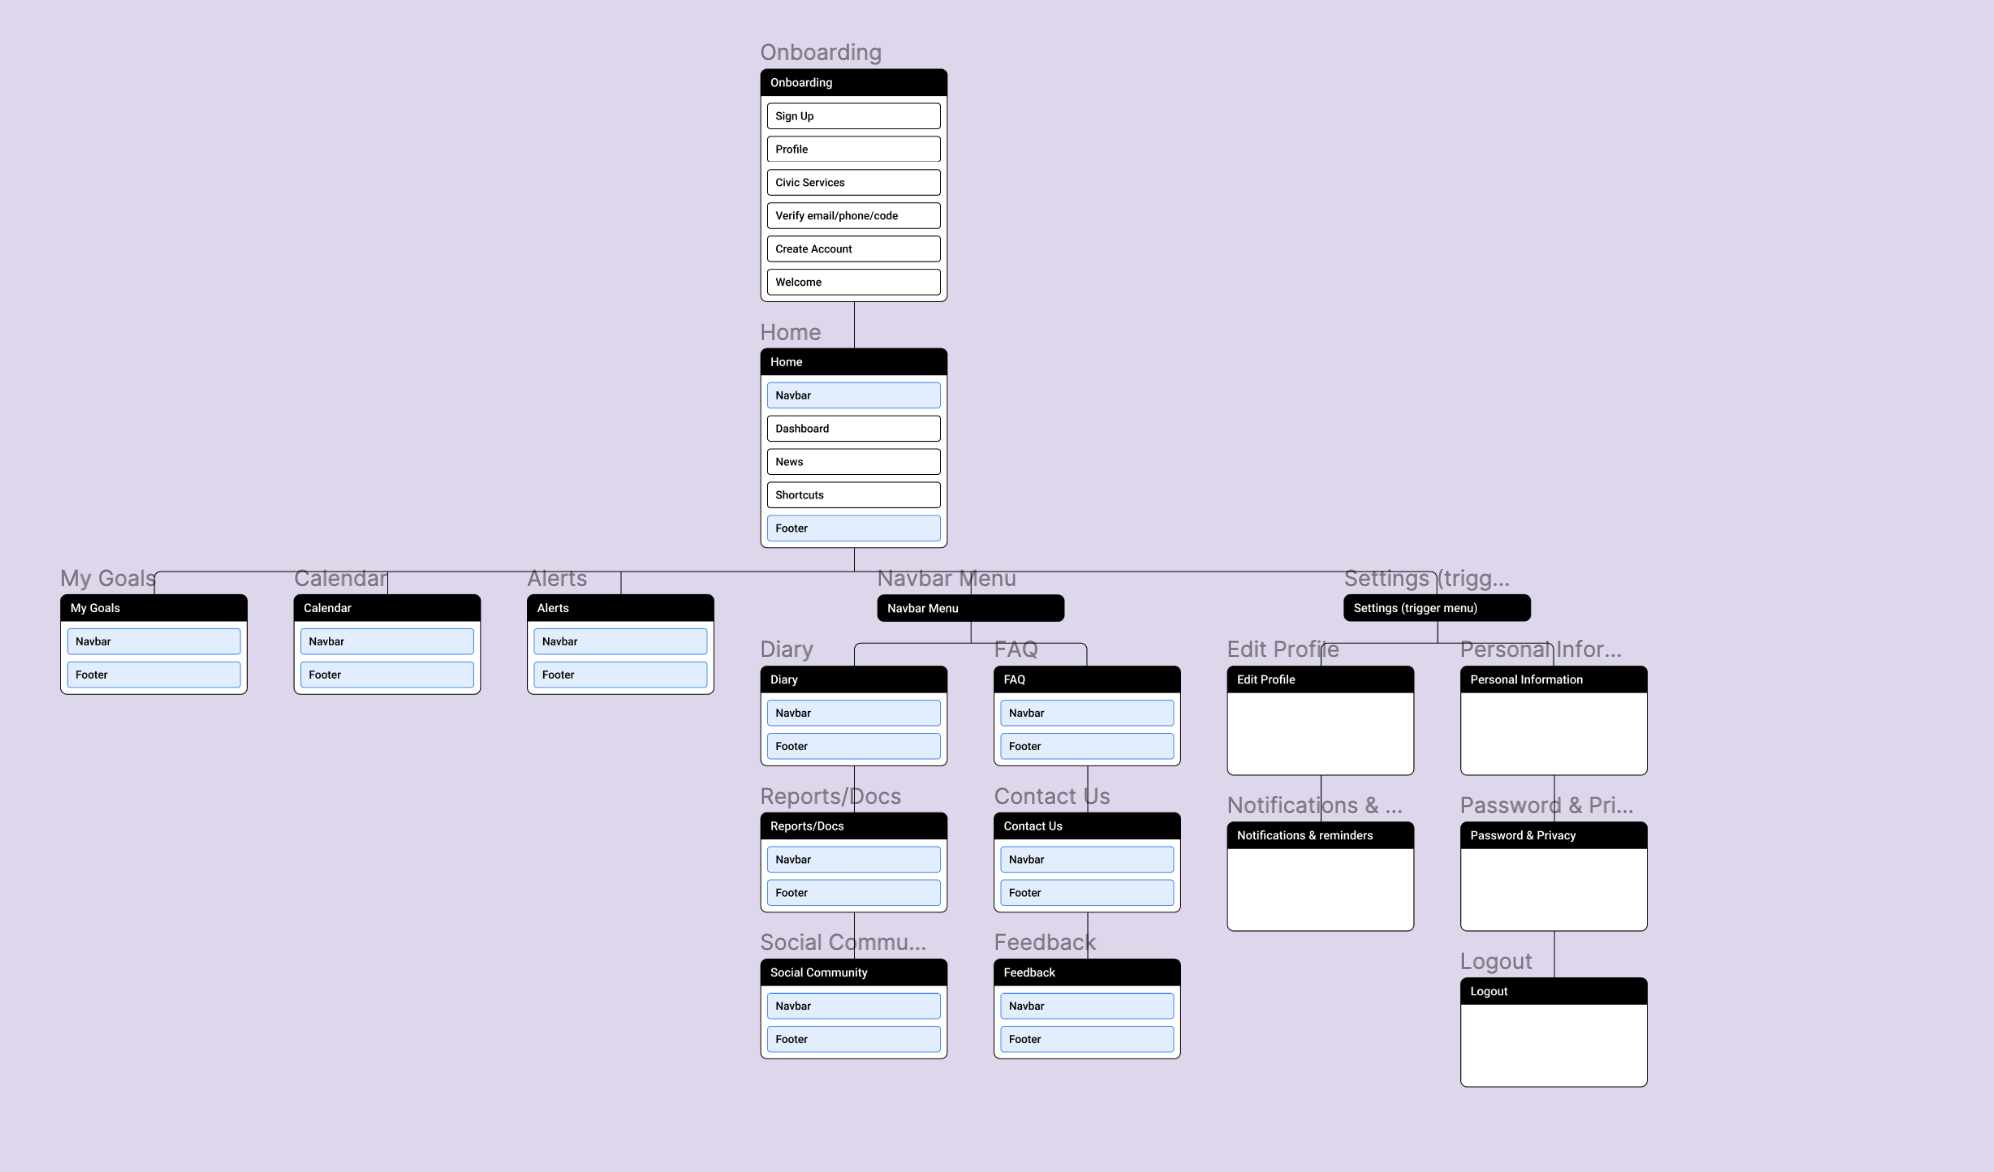 Onboarding
Onboarding
Sign Up
Profile
Civic Services
Verify email/phone/code
Create Account
Welcome
Home
Home
Navbar
Dashboard
News
Shortcuts
Footer
My Goals
My Goals
Navbar
Footer
Calendar
Calendar
Navbar
Footer
Alerts
Alerts
Navbar
Footer
Navbar Menu
Navbar Menu
Diary
Diary
Navbar
Footer
Reports/Docs
Reports/Docs
Navbar
Footer
Social Commu...
Social Community
Navbar
Footer
FAQ
FAQ
Navbar
Footer
Contact Us
Contact Us
Navbar
Footer
Feedback
Feedback
Navbar
Footer
Settings (trigg...
Settings (trigger menu)
Edit Profile
Edit Profile
Notifications & ...
Notifications & reminders
Personal Infor...
Personal Information
Password & Pri...
Password & Privacy
Logout
Logout